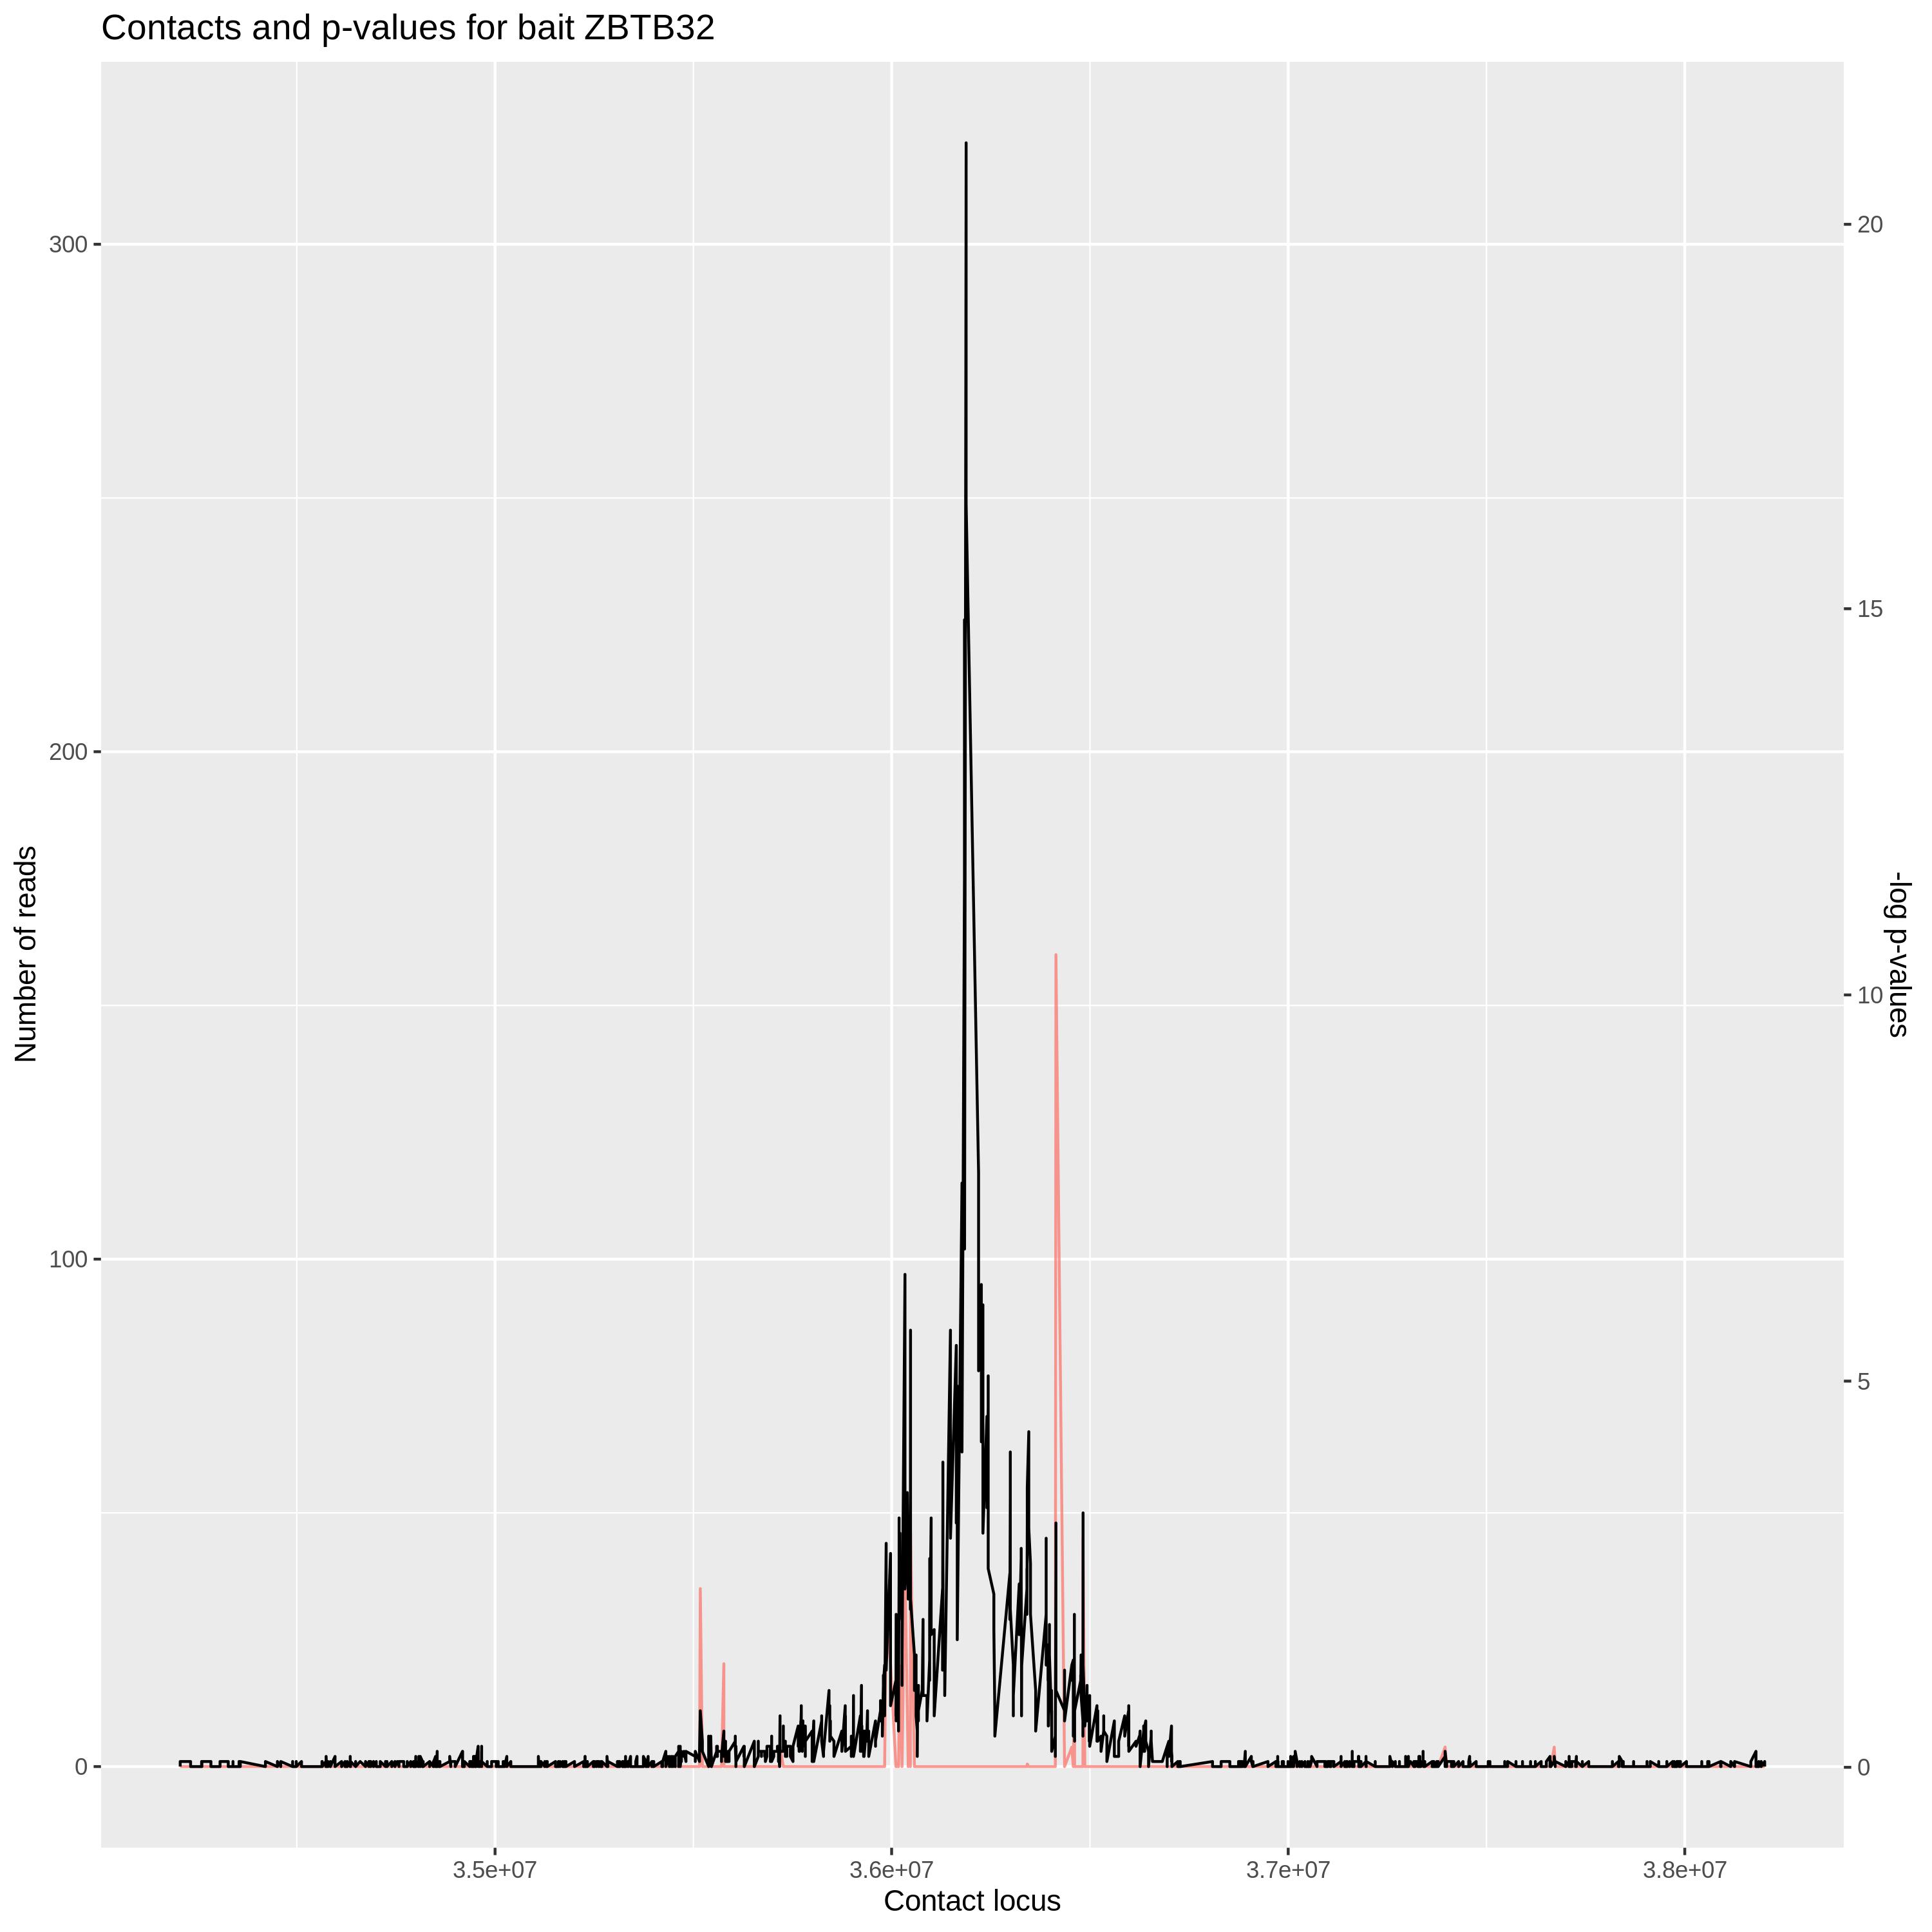 Contacts and p-values for bait ZBTB32
300
200
100
0
Number of reads
20
15
10
5
0
-log p-values
3.5e+07
3.6e+07
3.7e+07
3.8e+07
Contact locus